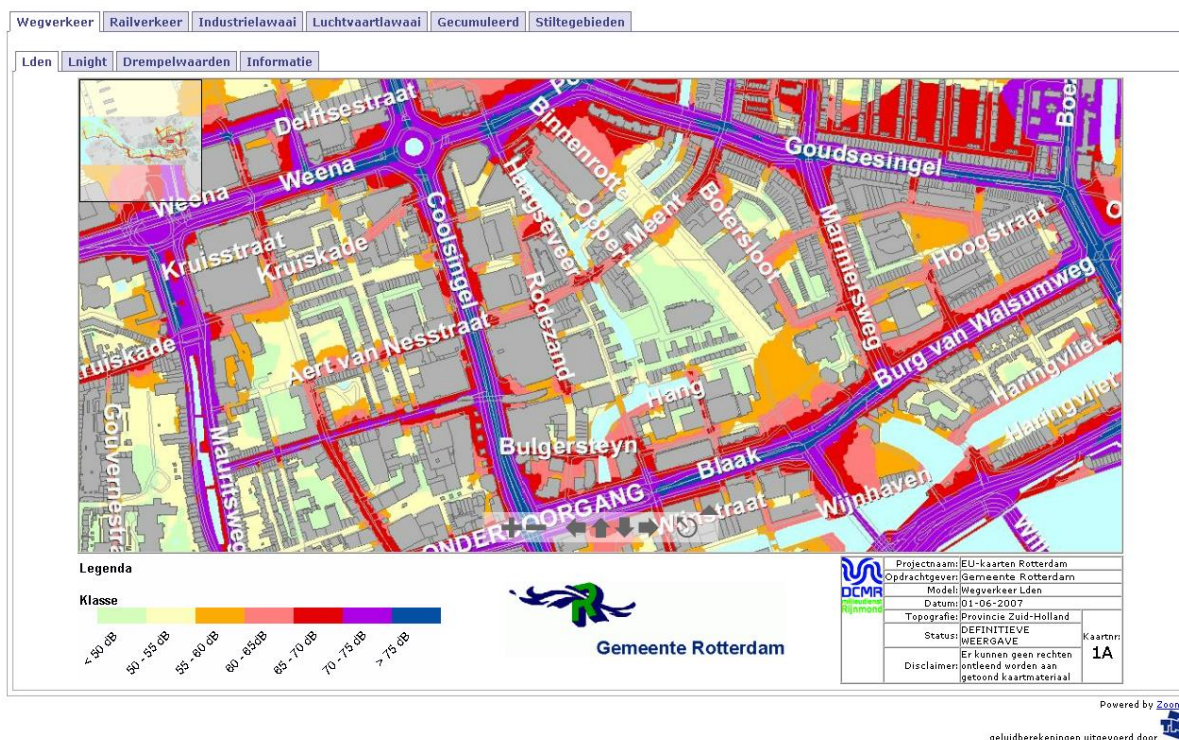 Wegverkeer Railverkeer Industrielawaai Luchtvaartlawaai Gecumuleerd Stiltegebieden
Lden Lnight Drempelwaarden Informatie
Delftsestraat
Binnenrotte
Goudsesingel
Weena
Weena
Kruisstraat
Kruiskade
Coolsingel
Haagseveer
Oppert
Meent
Botersloot
Mariniersweg
Hoogstraat
Rodezand
Aert van Nesstraat
Burg van Walsumweg
Haringvliet
Haringvliet
Hang
Mauritsweg
Bulgersteyn
Blaak
Wijnhaven
Legenda
Klasse
< 50 dB
50 - 55 dB
55 - 60 dB
60 - 65dB
65 - 70 dB
70 - 75 dB
> 75 dB
R
Gemeente Rotterdam
DCMR
milieudienst
Rijnmond
Projectnaam: EU-kaarten Rotterdam
Opdrachtgever: Gemeente Rotterdam
Model: Wegverkeer Lden
Datum: 01-06-2007
Topografie: Provincie Zuid-Holland
Status: DEFINITIEVE
WEERGAVE
Disclaimer: Er kunnen geen rechten
ontleend worden aan
getoond kaartmateriaal
Kaartnr:
1A
Powered by Zoom
geluidberekeningen uitgevoerd door